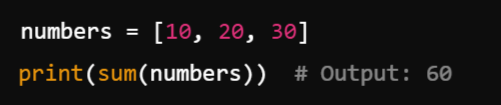 numbers = [10, 20, 30]
print(sum(numbers))  # Output: 60